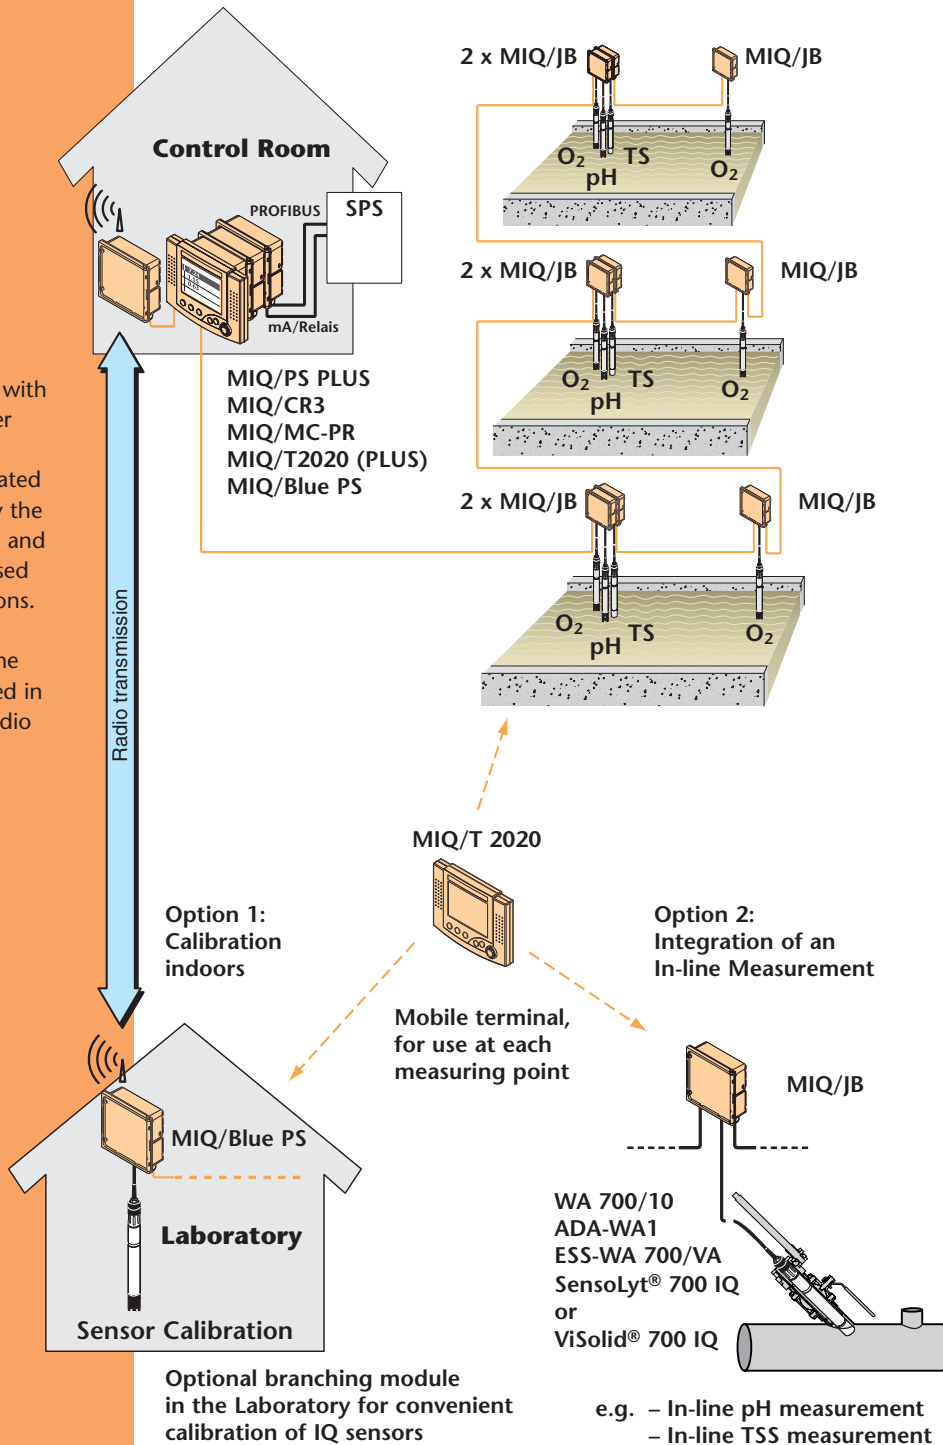 2 x MIQ/JB
MIQ/JB
O2
pH
TS
O2
Control Room
PROFIBUS
SPS
mA/Relais
2 x MIQ/JB
MIQ/JB
O2
pH
TS
O2
MIQ/PS PLUS
MIQ/CR3
MIQ/MC-PR
MIQ/T2020 (PLUS)
MIQ/Blue PS
with
er
ated
y the
and
sed
ons.
ne
ed in
dio
2 x MIQ/JB
MIQ/JB
O2
pH
TS
O2
Radio transmission
MIQ/T 2020
Option 1:
Calibration
indoors
Option 2:
Integration of an
In-line Measurement
Mobile terminal,
for use at each
measuring point
MIQ/Blue PS
Laboratory
Sensor Calibration
Optional branching module
in the Laboratory for convenient
calibration of IQ sensors
MIQ/JB
WA 700/10
ADA-WA1
ESS-WA 700/VA
SensoLyt® 700 IQ
or
ViSolid® 700 IQ
e.g. – In-line pH measurement
– In-line TSS measurement